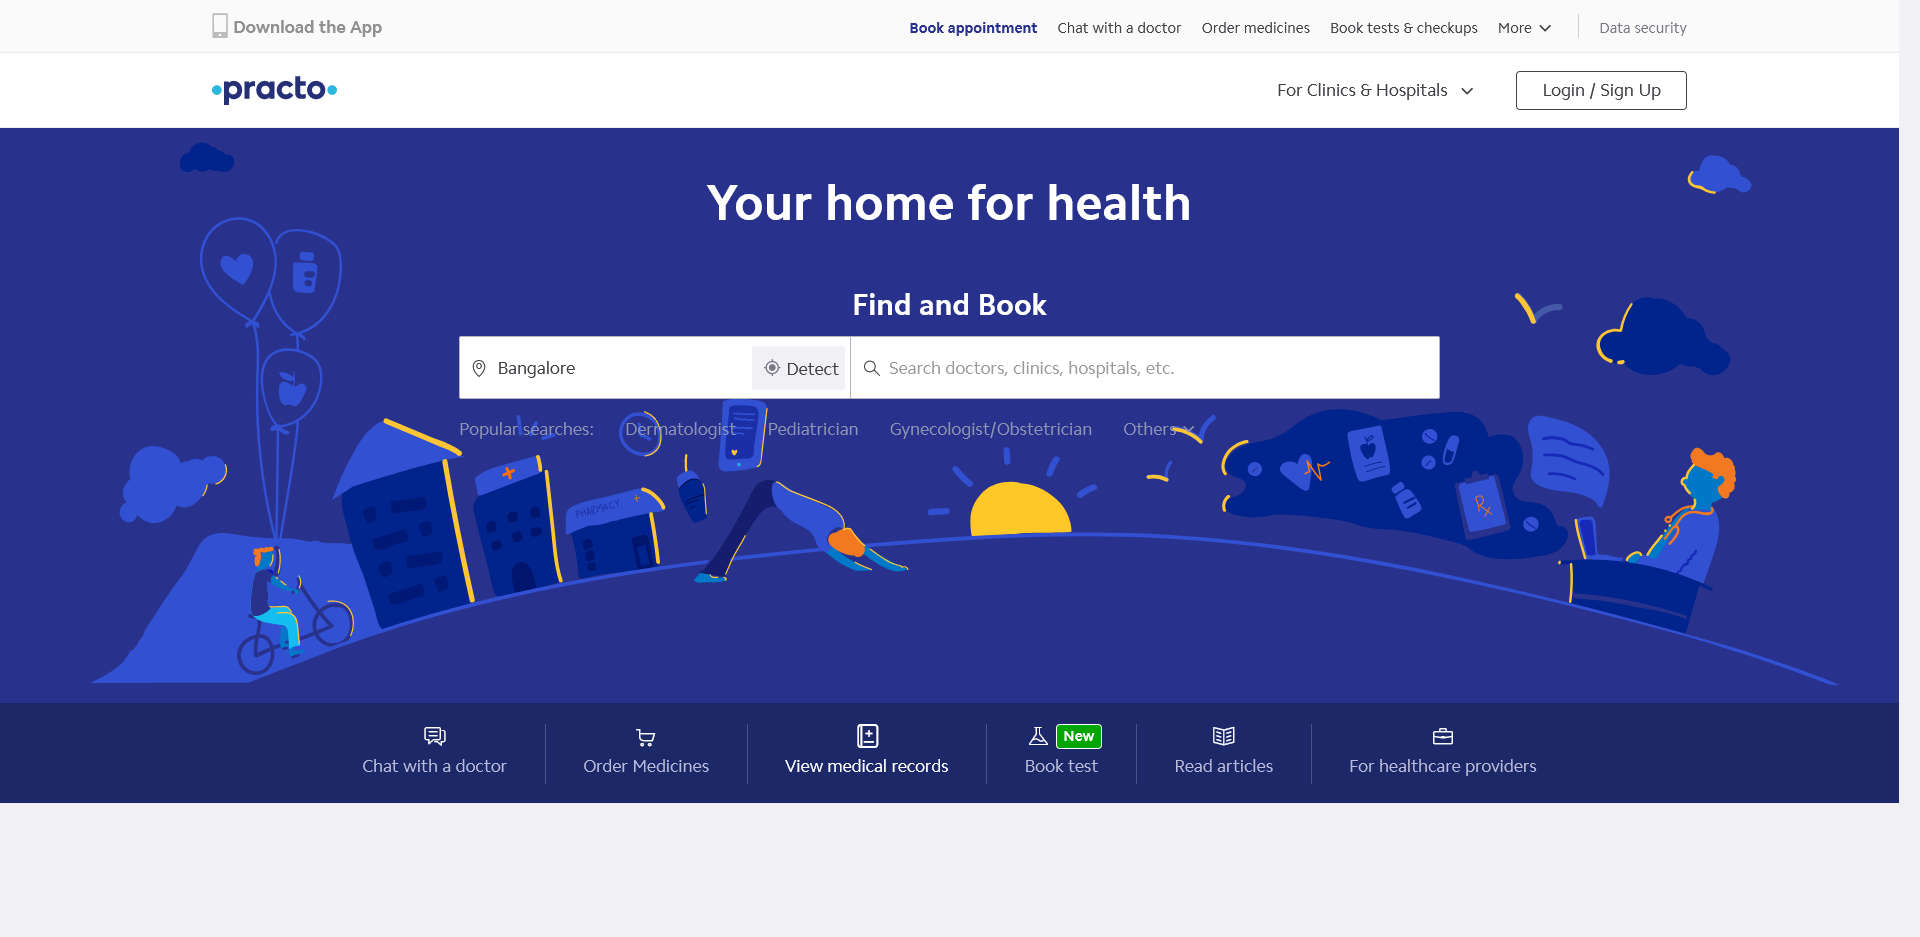 Download the App
Book appointment Chat with a doctor Order medicines Book tests & checkups More Data security
practo
For Clinics & Hospitals Login / Sign Up
Your home for health
Find and Book
Bangalore Detect Search doctors, clinics, hospitals, etc.
Popular searches: Dermatologist Pediatrician Gynecologist/Obstetrician Others
PHARMACY
Rx
New
Chat with a doctor Order Medicines View medical records Book test Read articles For healthcare providers